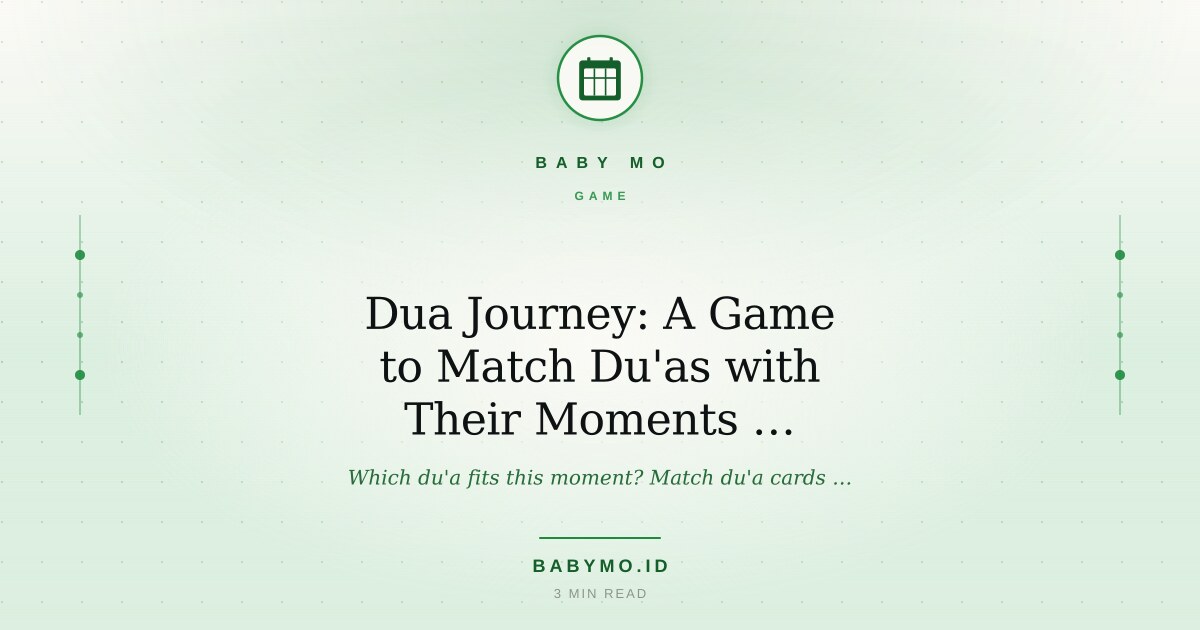 BABY MO
GAME
Dua Journey: A Game
to Match Du'as with
Their Moments ...
Which du'a fits this moment? Match du'a cards ...
BABYMO.ID
3 MIN READ